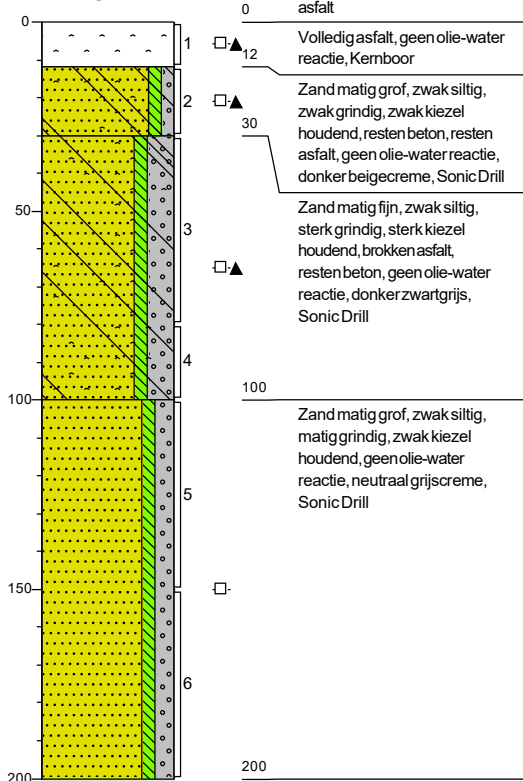 0
asfalt
0
1
Volledig asfalt, geen olie-water
reactie, Kernboor
12
2
Zand matig grof, zwak siltig,
zwak grindig, zwak kiezel
houdend, resten beton, resten
asfalt, geen olie-water reactie,
donker beigecreme, Sonic Drill
30
50
3
Zand matig fijn, zwak siltig,
sterk grindig, sterk kiezel
houdend, brokken asfalt,
resten beton, geen olie-water
reactie, donker zwartgrijs,
Sonic Drill
4
100
100
Zand matig grof, zwak siltig,
matig grindig, zwak kiezel
houdend, geen olie-water
reactie, neutraal grijscreme,
Sonic Drill
5
150
6
200
200